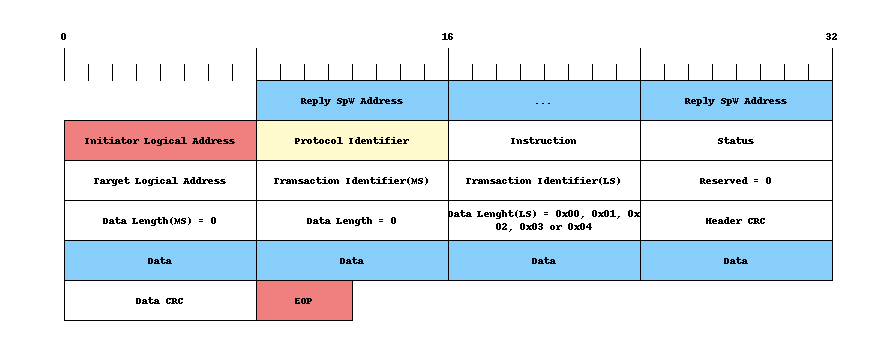 0 16 32
Reply SpW Address ... Reply SpW Address
Initiator Logical Address Protocol Identifier Instruction Status
Target Logical Address Transaction Identifier(MS) Transaction Identifier(LS) Reserved = 0
Data Length(MS) = 0 Data Length = 0 Data Lenght(LS) = 0x00, 0x01, 0x
02, 0x03 or 0x04 Header CRC
Data Data Data Data
Data CRC EOP